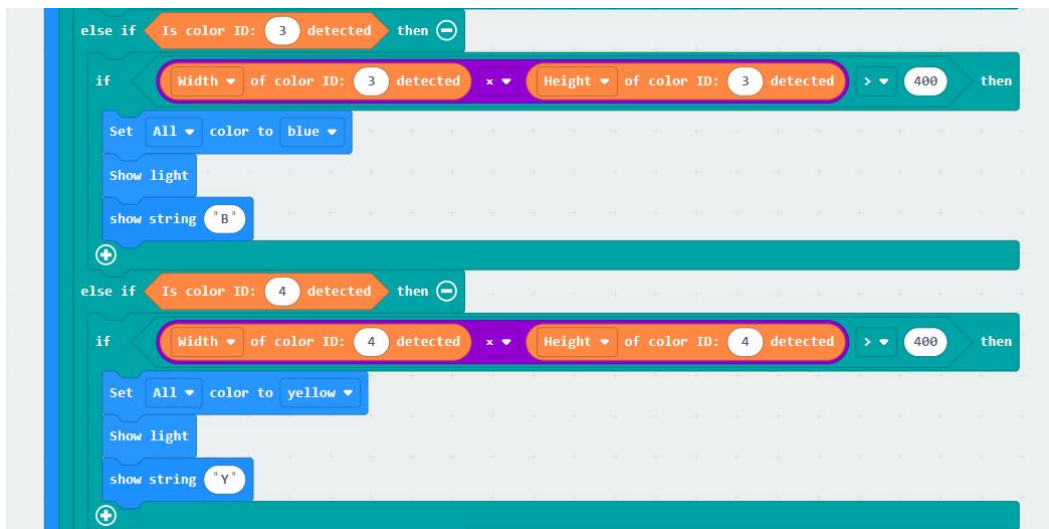 else if Is color ID: 3 detected then
if Width of color ID: 3 detected × Height of color ID: 3 detected > 400 then
Set All color to blue
Show light
show string "B"
else if Is color ID: 4 detected then
if Width of color ID: 4 detected × Height of color ID: 4 detected > 400 then
Set All color to yellow
Show light
show string "Y"